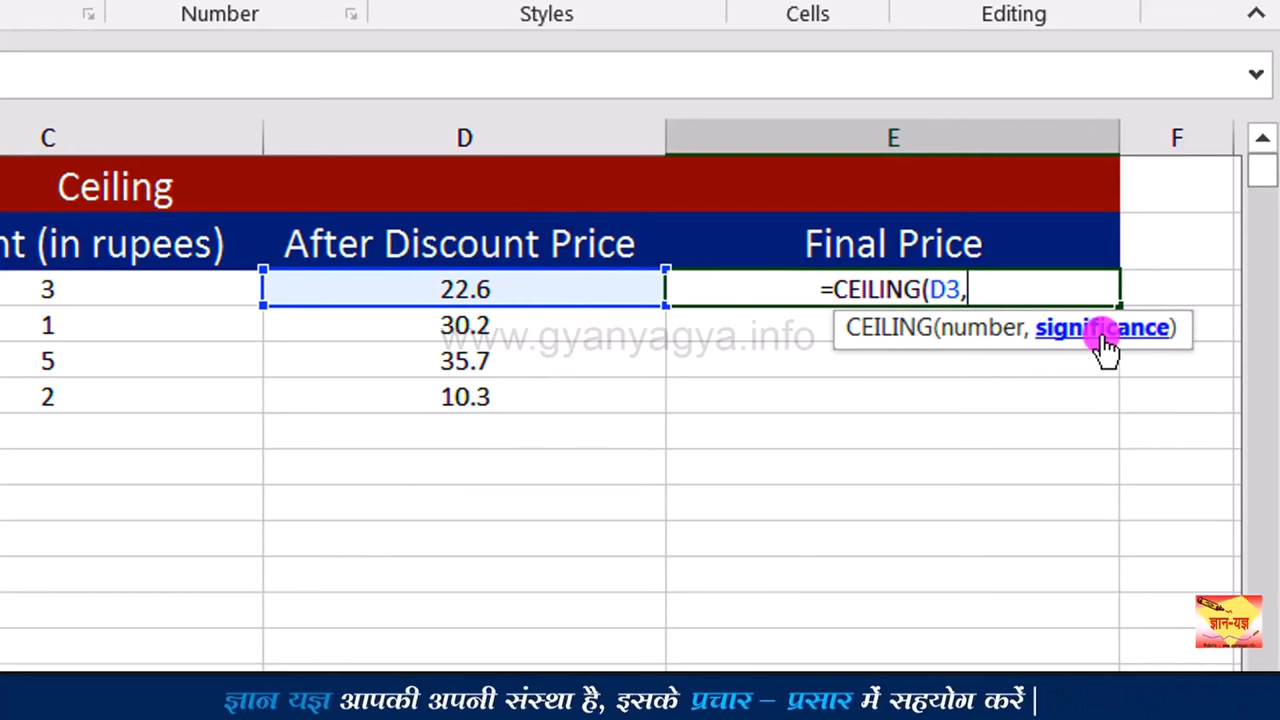 Number Styles Cells Editing
C D E F
Ceiling
nt (in rupees) After Discount Price Final Price
3 22.6 =CEILING(D3,
CEILING(number, significance)
1 30.2
www.gyanyagya.info
5 35.7
2 10.3
ज्ञान-यज्ञ
ज्ञान यज्ञ आपकी अपनी संस्था है, इसके प्रचार – प्रसार में सहयोग करें |